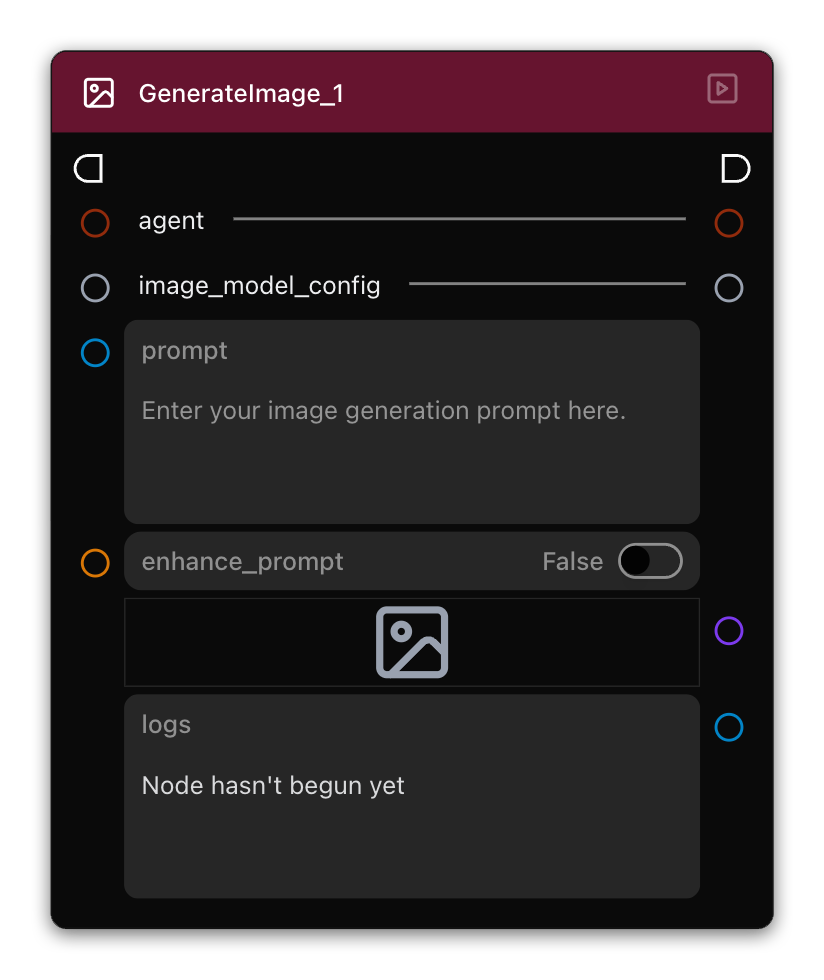 GenerateImage_1
agent
image_model_config
prompt
Enter your image generation prompt here.
enhance_prompt False
logs
Node hasn't begun yet